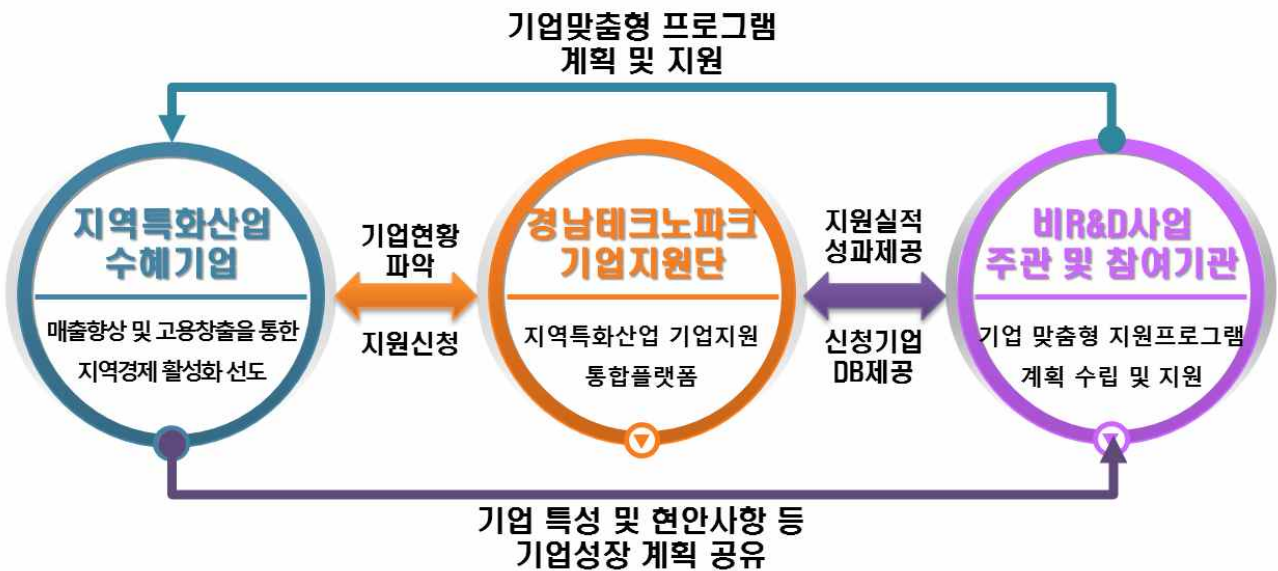 기업맞춤형 프로그램
계획 및 지원
지역특화산업
수혜기업
매출향상 및 고용창출을 통한
지역경제 활성화 선도
기업현황
파악
지원신청
경남테크노파크
기업지원단
지역특화산업 기업지원
통합플랫폼
지원실적
성과제공
신청기업
DB제공
비R&D사업
주관 및 참여기관
기업 맞춤형 지원프로그램
계획 수립 및 지원
기업 특성 및 현안사항 등
기업성장 계획 공유